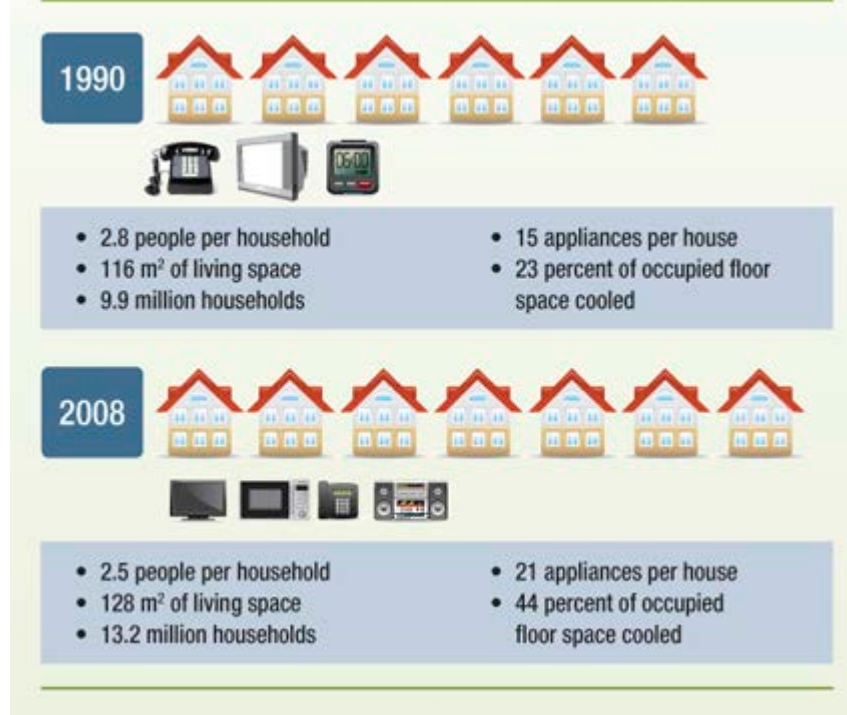 1990
06:00
• 2.8 people per household
• 116 m² of living space
• 9.9 million households
• 15 appliances per house
• 23 percent of occupied floor
space cooled
2008
• 2.5 people per household
• 128 m² of living space
• 13.2 million households
• 21 appliances per house
• 44 percent of occupied
floor space cooled